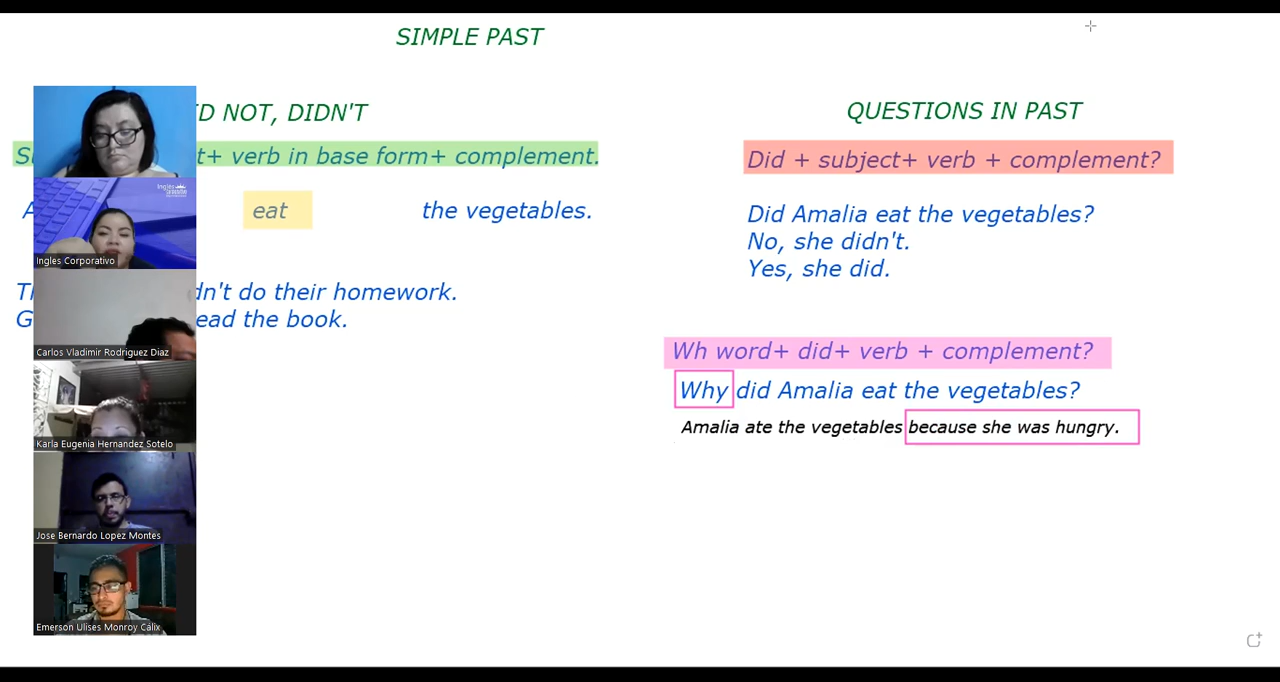 SIMPLE PAST
NOT, DIDN'T
verb in base form+ complement.
eat the vegetables.
do their homework.
the book.
QUESTIONS IN PAST
Did + subject+ verb + complement?
Did Amalia eat the vegetables?
No, she didn't.
Yes, she did.
Wh word+ did+ verb + complement?
Why did Amalia eat the vegetables?
Amalia ate the vegetables because she was hungry.
Ingles Corporativo
Carlos Vladimir Rodriguez Diaz
Karla Eugenia Hernandez Sotelo
Jose Bernardo Lopez Montes
Emerson Ulises Monroy Cálix